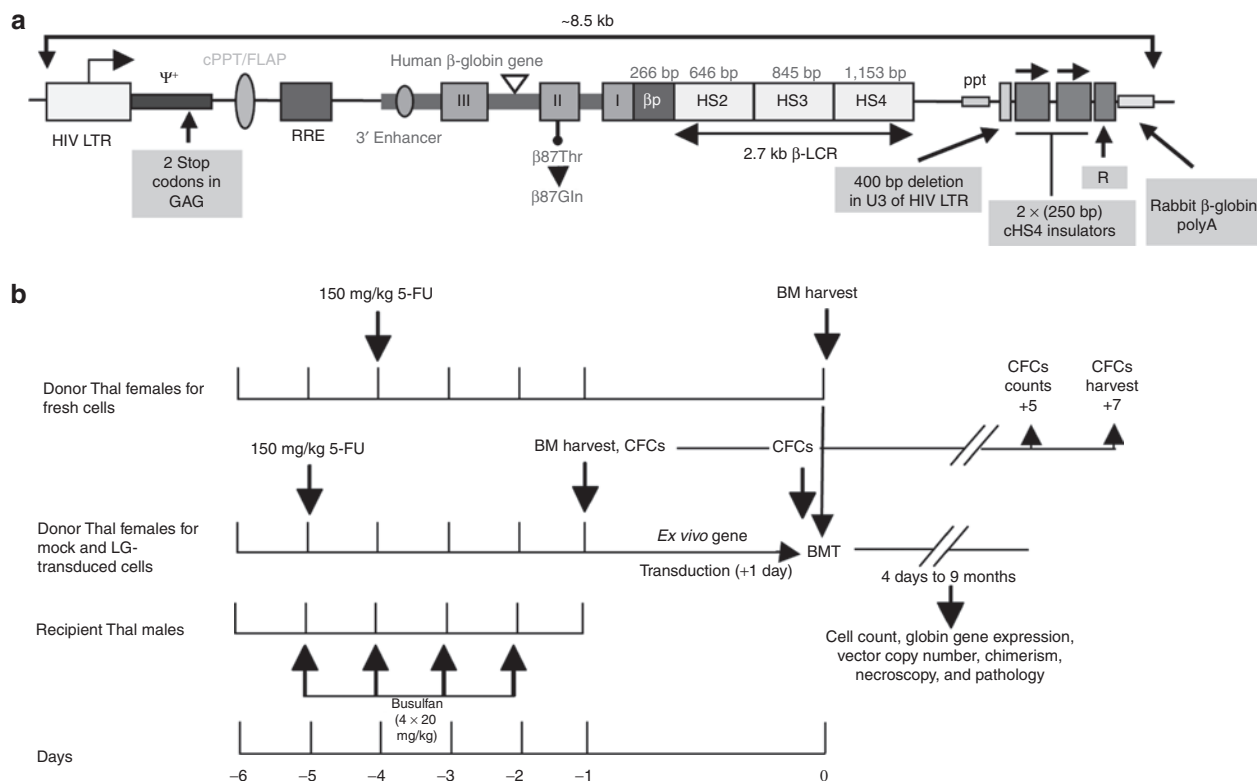 a
~8.5 kb
cPPT/FLAP
Ψ+
Human β-globin gene
266 bp
646 bp
845 bp
1,153 bp
ppt
III
II
I
βp
HS2
HS3
HS4
HIV LTR
RRE
3′ Enhancer
2 Stop
codons in
GAG
β87Thr
β87Gln
2.7 kb β-LCR
400 bp deletion
in U3 of HIV LTR
2 × (250 bp)
cHS4 insulators
R
Rabbit β-globin
polyA
b
150 mg/kg 5-FU
BM harvest
Donor Thal females for
fresh cells
CFCs
counts
+5
CFCs
harvest
+7
150 mg/kg 5-FU
BM harvest, CFCs
CFCs
Donor Thal females for
mock and LG-
transduced cells
Ex vivo gene
Transduction (+1 day)
BMT
4 days to 9 months
Recipient Thal males
Cell count, globin gene expression,
vector copy number, chimerism,
necroscopy, and pathology
Busulfan
(4 × 20
mg/kg)
Days
−6
−5
−4
−3
−2
−1
0